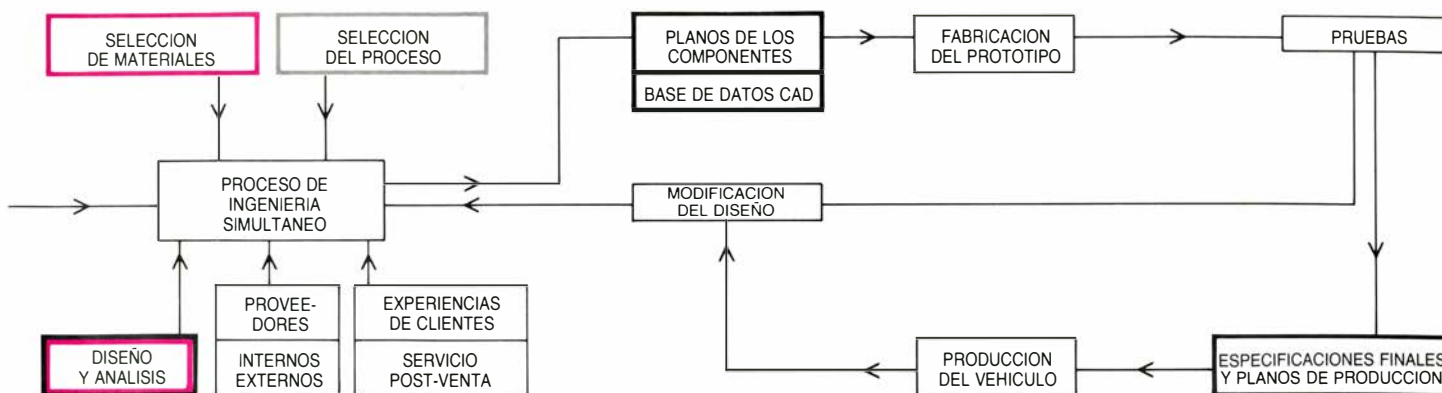 SELECCION
DE MATERIALES
SELECCION
DEL PROCESO
PLANOS DE LOS
COMPONENTES
BASE DE DATOS CAD
FABRICACION
DEL PROTOTIPO
PRUEBAS
PROCESO DE
INGENIERIA
SIMULTANEO
MODIFICACION
DEL DISEÑO
DISEÑO
Y ANALISIS
PROVEE-
DORES
INTERNOS
EXTERNOS
EXPERIENCIAS
DE CLIENTES
SERVICIO
POST-VENTA
PRODUCCION
DEL VEHICULO
ESPECIFICACIONES FINALES
Y PLANOS DE PRODUCCION